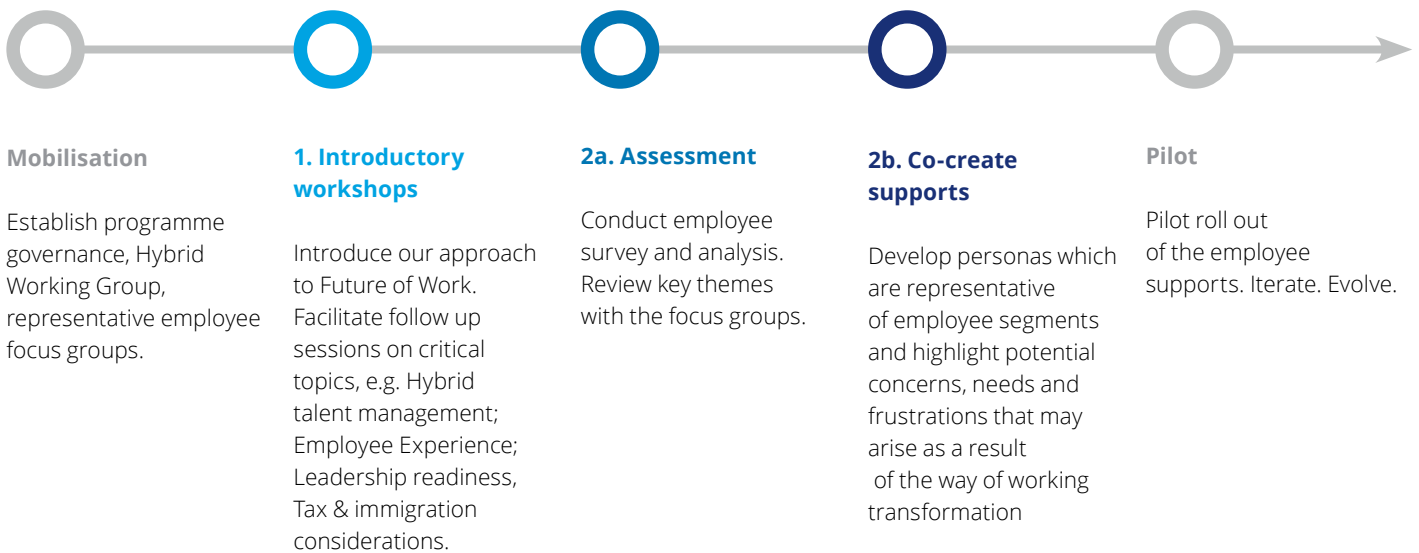 Mobilisation
Establish programme
governance, Hybrid
Working Group,
representative employee
focus groups.
1. Introductory
workshops
Introduce our approach
to Future of Work.
Facilitate follow up
sessions on critical
topics, e.g. Hybrid
talent management;
Employee Experience;
Leadership readiness,
Tax & immigration
considerations.
2a. Assessment
Conduct employee
survey and analysis.
Review key themes
with the focus groups.
2b. Co-create
supports
Develop personas which
are representative
of employee segments
and highlight potential
concerns, needs and
frustrations that may
arise as a result
of the way of working
transformation
Pilot
Pilot roll out
of the employee
supports. Iterate. Evolve.